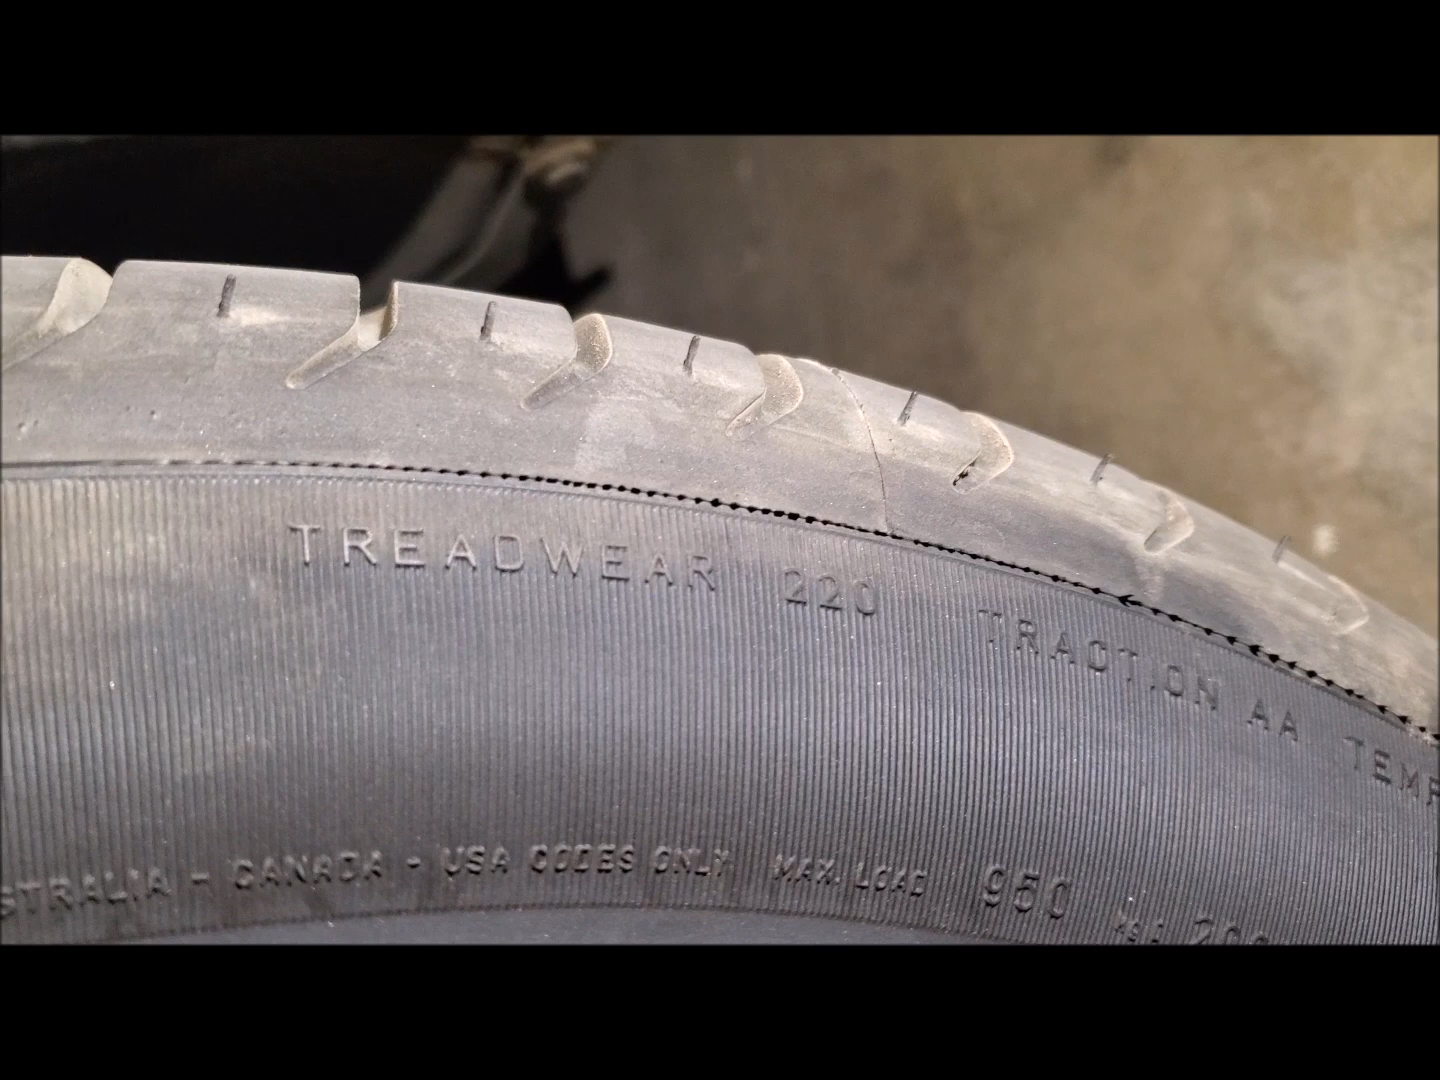 TREADWEAR 220 TRACTION AA
STRALIA - CANADA - USA CODES ONLY MAX. LOAD 950